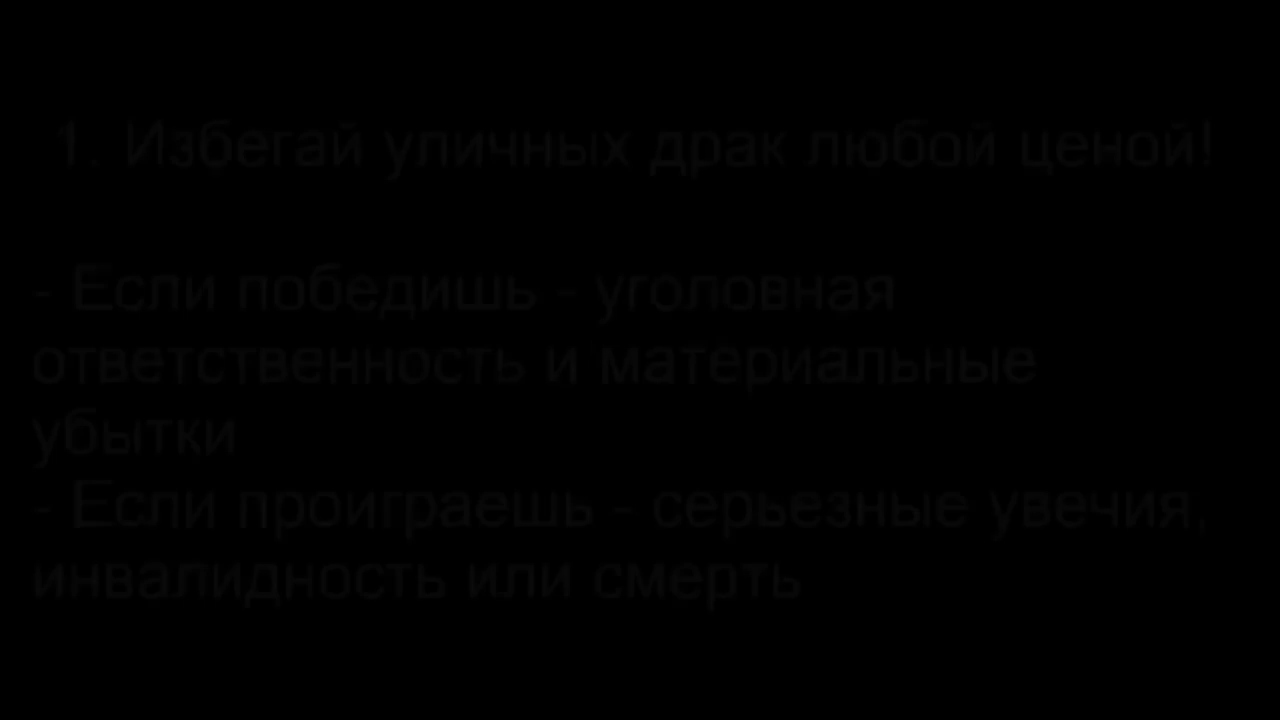 1. Избегай уличных драк любой ценой!
- Если победишь - уголовная
ответственность и материальные
убытки
- Если проиграешь - серьезные увечия,
инвалидность или смерть